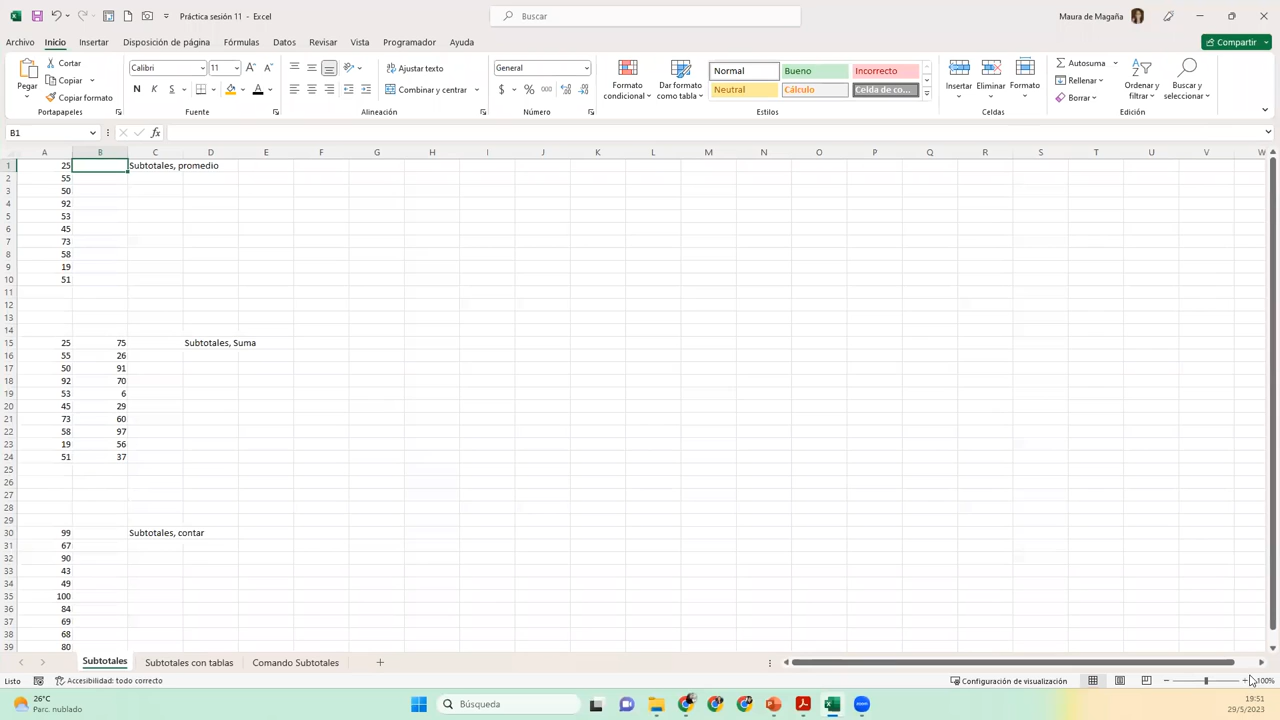 Práctica sesión 11 - Excel
Buscar
Maura de Magaña
Archivo Inicio Insertar Disposición de página Fórmulas Datos Revisar Vista Programador Ayuda Compartir
Pegar
Cortar
Copiar
Copiar formato
Portapapeles
Calibri 11
N K S
Fuente
Ajustar texto
Combinar y centrar
Alineación
General
$ % 000
Número
Formato condicional
Dar formato como tabla
Normal Bueno Incorrecto
Neutral Cálculo Celda de co...
Estilos
Insertar Eliminar Formato
Celdas
Autosuma
Rellenar
Borrar
Ordenar y filtrar
Buscar y seleccionar
Edición
B1 fx
A B C D E F G H I J K L M N O P Q R S T U V W
1 25 Subtotales, promedio
2 55
3 50
4 92
5 53
6 45
7 73
8 58
9 19
10 51
11
12
13
14
15 25 75 Subtotales, Suma
16 55 26
17 50 91
18 92 70
19 53 6
20 45 29
21 73 60
22 58 97
23 19 56
24 51 37
25
26
27
28
29
30 99 Subtotales, contar
31 67
32 90
33 43
34 49
35 100
36 84
37 69
38 68
39 80
Subtotales Subtotales con tablas Comando Subtotales
Listo Accesibilidad: todo correcto Configuración de visualización 100%
26°C
Parc. nublado
Búsqueda
19:51
29/5/2023